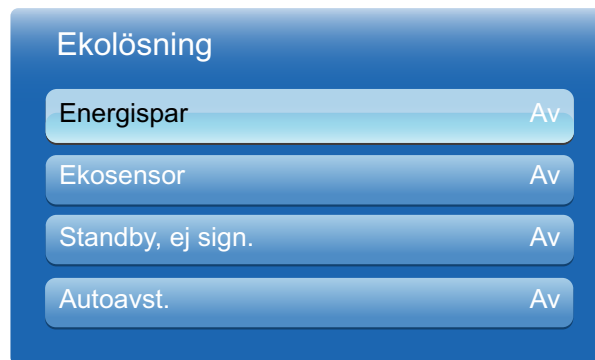 Ekolösning
Energispar Av
Ekosensor Av
Standby, ej sign. Av
Autoavst. Av